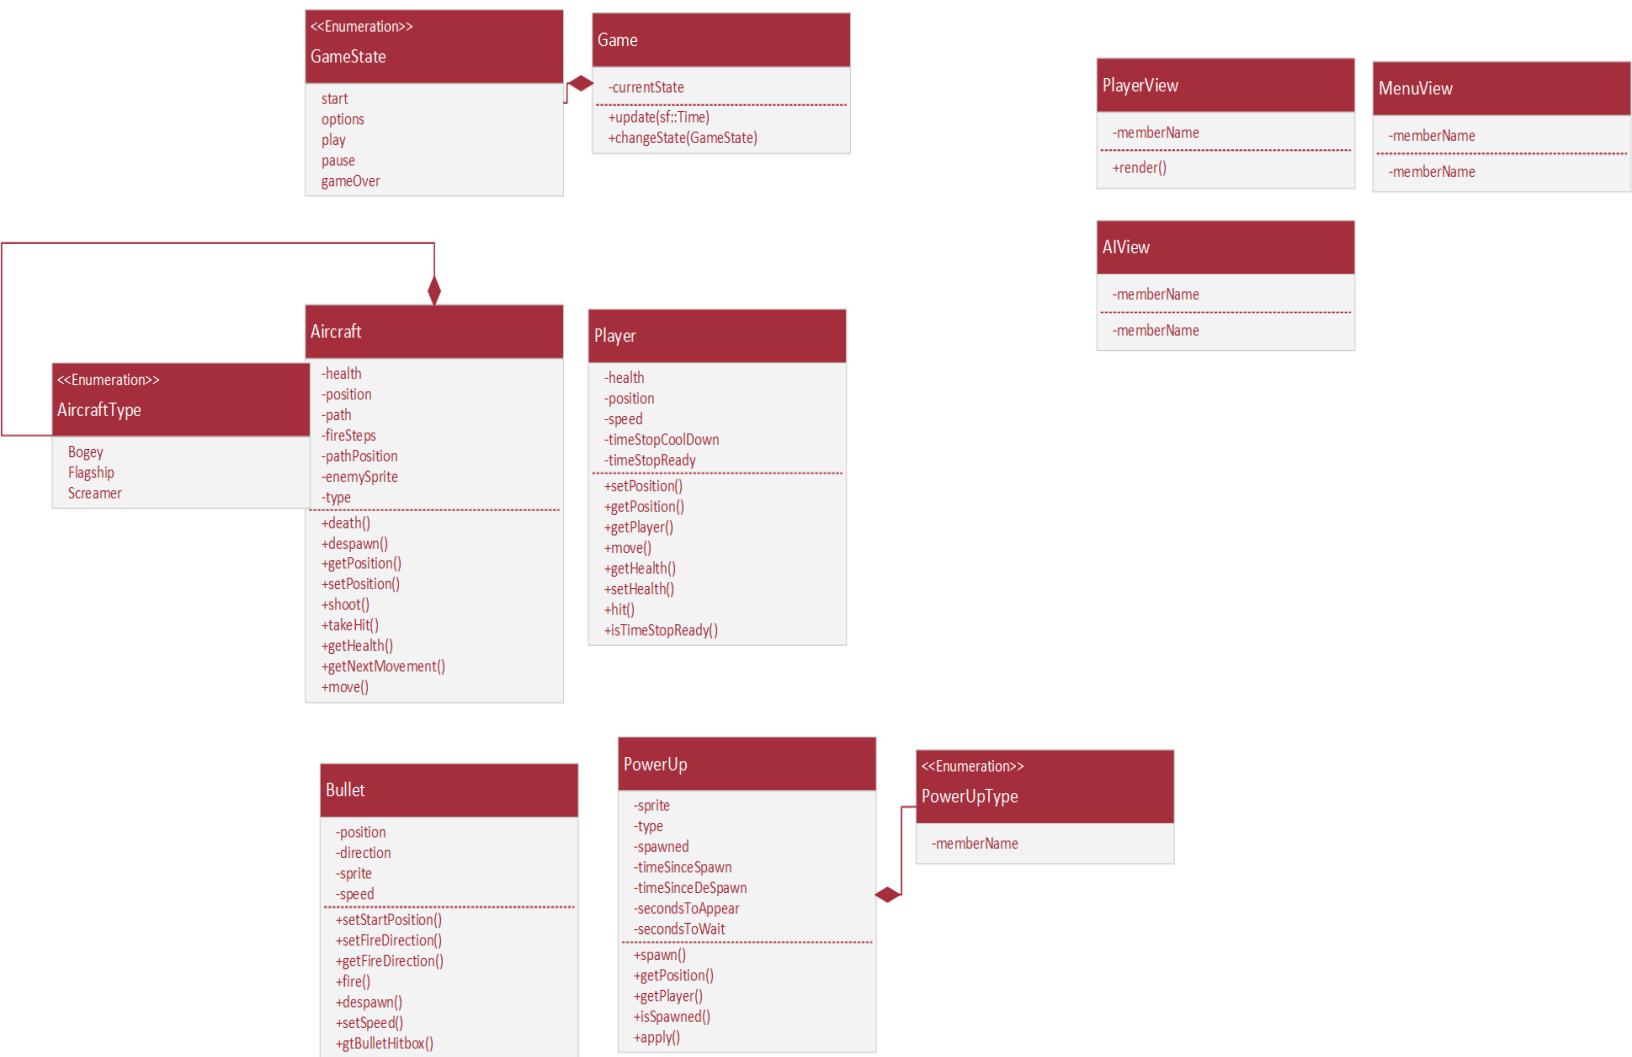 <<Enumeration>>
GameState
start
options
play
pause
gameOver
Game
-currentState
+update(sf::Time)
+changeState(GameState)
PlayerView
-memberName
+render()
MenuView
-memberName
-memberName
AIView
-memberName
-memberName
<<Enumeration>>
AircraftType
Bogey
Flagship
Screamer
Aircraft
-health
-position
-path
-fireSteps
-pathPosition
-enemySprite
-type
+death()
+despawn()
+getPosition()
+setPosition()
+shoot()
+takeHit()
+getHealth()
+getNextMovement()
+move()
Player
-health
-position
-speed
-timeStopCoolDown
-timeStopReady
+setPosition()
+getPosition()
+getPlayer()
+move()
+getHealth()
+setHealth()
+hit()
+isTimeStopReady()
Bullet
-position
-direction
-sprite
-speed
+setStartPosition()
+setFireDirection()
+getFireDirection()
+fire()
+despawn()
+setSpeed()
+gtBulletHitbox()
PowerUp
-sprite
-type
-spawned
-timeSinceSpawn
-timeSinceDeSpawn
-secondsToAppear
-secondsToWait
+spawn()
+getPosition()
+getPlayer()
+isSpawned()
+apply()
<<Enumeration>>
PowerUpType
-memberName